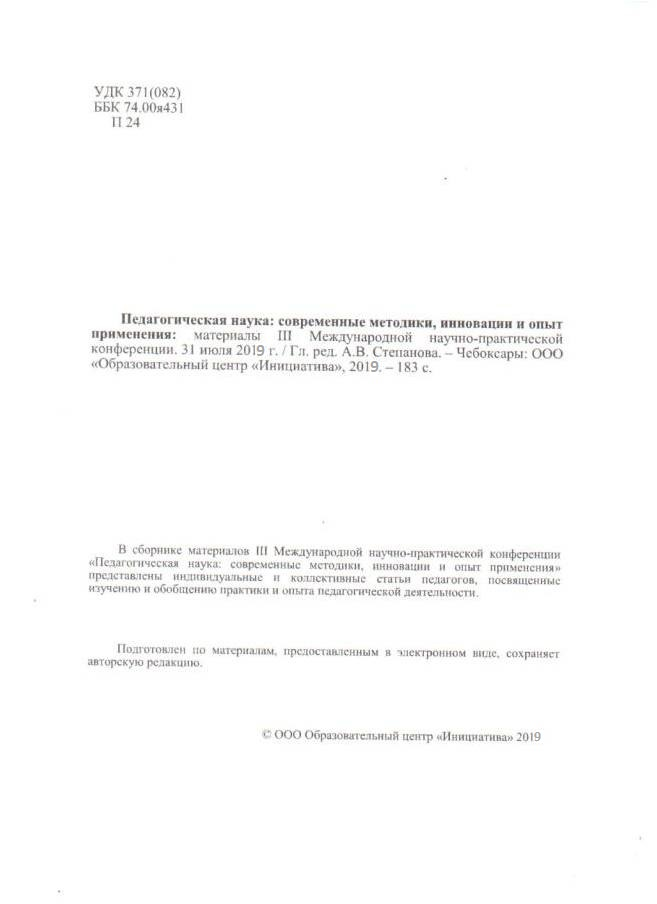 УДК 371(082)
ББК 74.00я431
П 24
Педагогическая наука: современные методики, инновации и опыт
применения: материалы III Международной научно-практической
конференции. 31 июля 2019 г. / Гл. ред. А.В. Степанова. – Чебоксары: ООО
«Образовательный центр «Инициатива», 2019. – 183 с.
В сборнике материалов III Международной научно-практической конференции
«Педагогическая наука: современные методики, инновации и опыт применения»
представлены индивидуальные и коллективные статьи педагогов, посвященные
изучению и обобщению практики и опыта педагогической деятельности.
Подготовлен по материалам, предоставленным в электронном виде, сохраняет
авторскую редакцию.
© ООО Образовательный центр «Инициатива» 2019